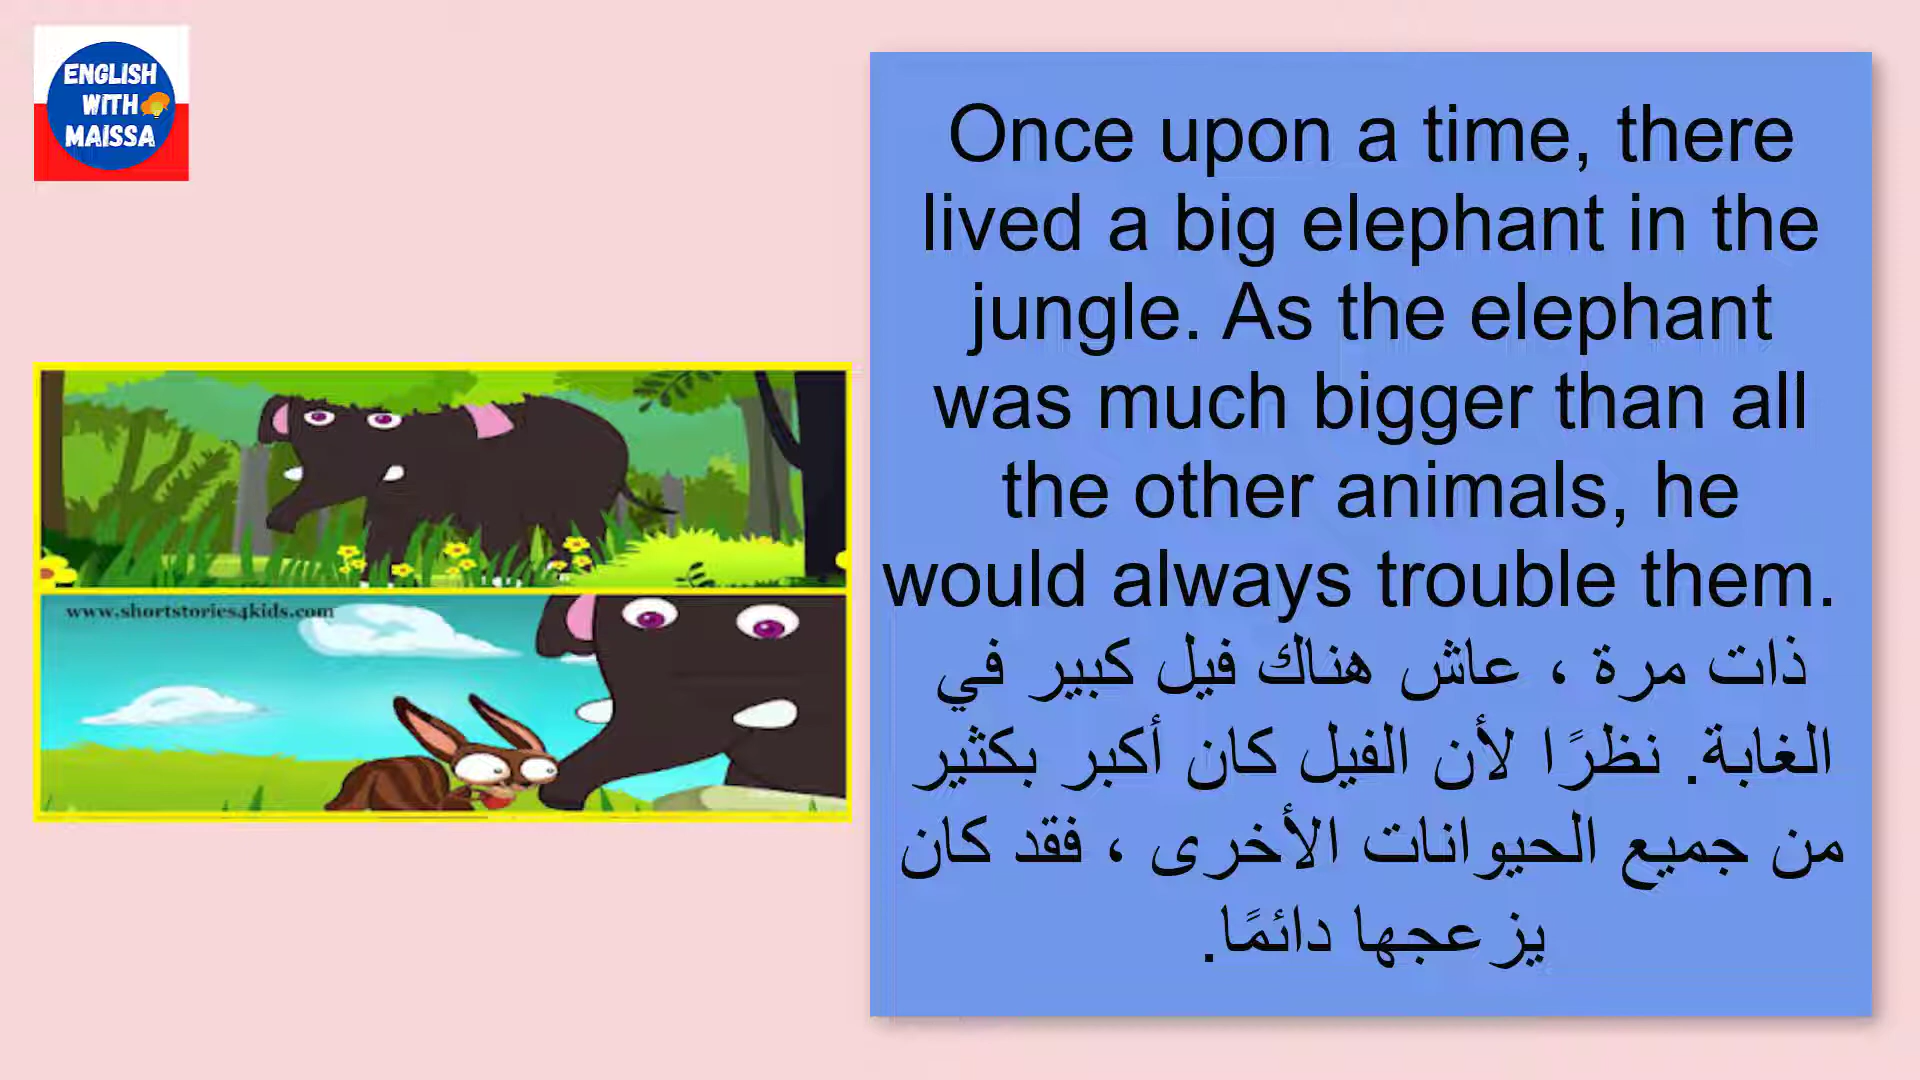 ENGLISH
WITH
MAISSA
www.shortstories4kids.com
Once upon a time, there
lived a big elephant in the
jungle. As the elephant
was much bigger than all
the other animals, he
would always trouble them.
ذات مرة ، عاش هناك فيل كبير في
الغابة. نظرًا لأن الفيل كان أكبر بكثير
من جميع الحيوانات الأخرى ، فقد كان
يزعجها دائمًا.